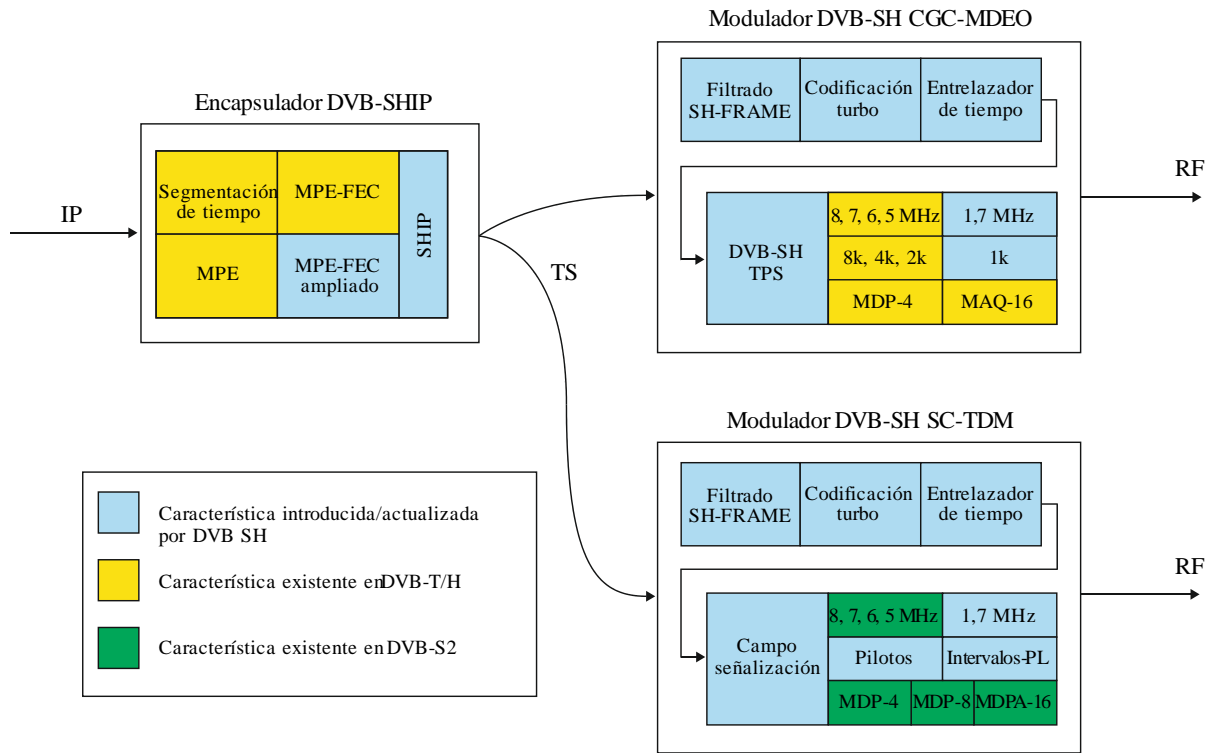 Modulador DVB-SH CGC-MDEO
Filtrado
SH-FRAME
Codificación
turbo
Entrelazador
de tiempo
DVB-SH
TPS
8, 7, 6, 5 MHz
1,7 MHz
8k, 4k, 2k
1k
MDP-4
MAQ-16
RF
Encapsulador DVB-SHIP
IP
Segmentación
de tiempo
MPE-FEC
MPE
MPE-FEC
ampliado
SHIP
TS
Modulador DVB-SH SC-TDM
Filtrado
SH-FRAME
Codificación
turbo
Entrelazador
de tiempo
Campo
señalización
8, 7, 6, 5 MHz
1,7 MHz
Pilotos
Intervalos-PL
MDP-4
MDP-8
MDPA-16
RF
Característica introducida/actualizada
por DVB SH
Característica existente en DVB-T/H
Característica existente en DVB-S2